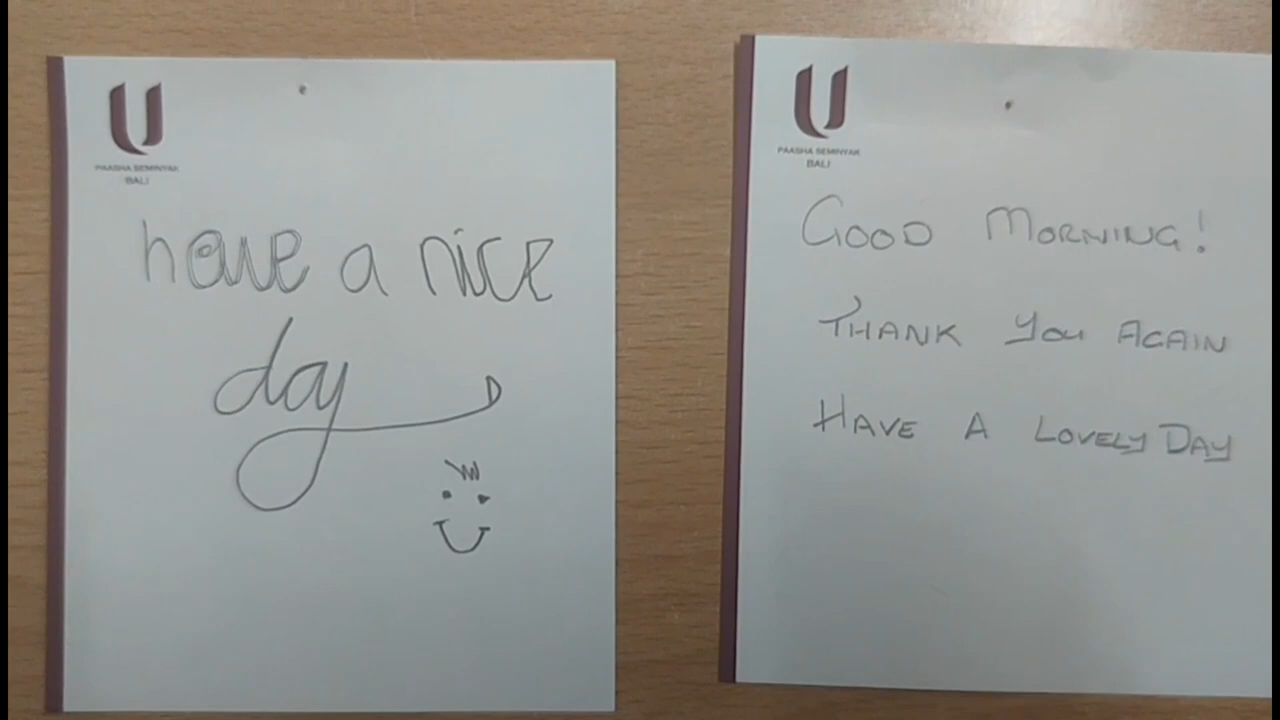 PAASHA SEMINYAK
BALI
have a nice
day
PAASHA SEMINYAK
BALI
GOOD MORNING!
THANK YOU AGAIN
HAVE A LOVELY DAY